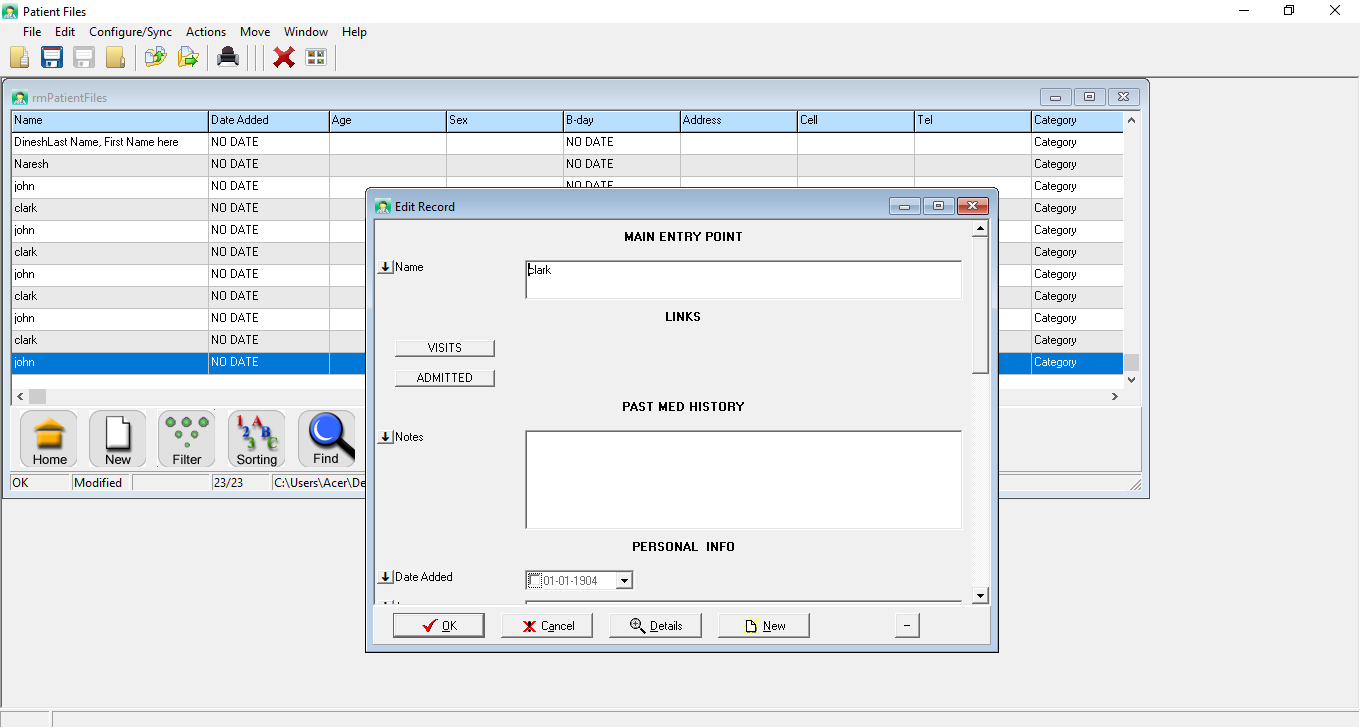 Patient Files
File Edit Configure/Sync Actions Move Window Help
rmPatientFiles
Name Date Added Age Sex B-day Address Cell Tel Category
DineshLast Name, First Name here NO DATE NO DATE Category
Naresh NO DATE NO DATE Category
john NO DATE NO DATE Category
clark NO DATE Category
john NO DATE Category
clark NO DATE Category
john NO DATE Category
clark NO DATE Category
john NO DATE Category
clark NO DATE Category
john NO DATE Category
Home New Filter Sorting Find
OK Modified 23/23 C:\Users\Acer\De
Edit Record
MAIN ENTRY POINT
Name clark
LINKS
VISITS
ADMITTED
PAST MED HISTORY
Notes
PERSONAL INFO
Date Added 01-01-1904
OK Cancel Details New -